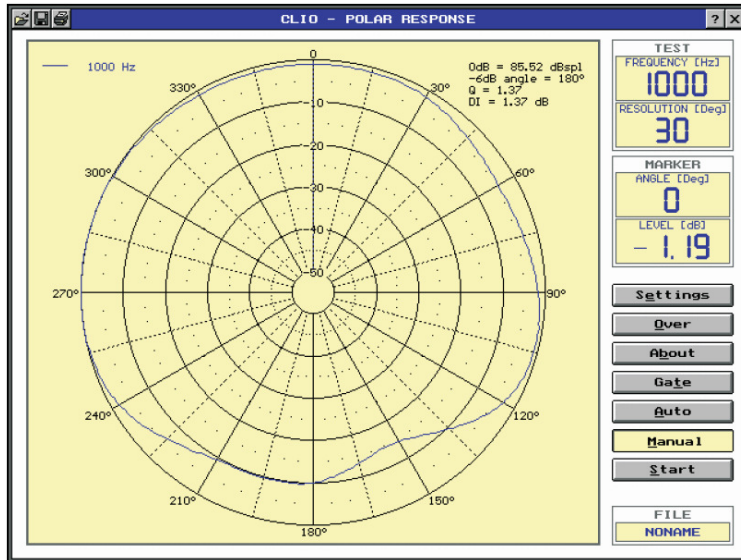 CLIO - POLAR RESPONSE
?
X
1000 Hz
0dB = 85.52 dBspl
-6dB angle = 180°
Q = 1.37
DI = 1.37 dB
0
30°
60°
90°
120°
150°
180°
210°
240°
270°
300°
330°
-10
-20
-30
-40
-50
TEST
FREQUENCY [Hz]
1000
RESOLUTION [Deg]
30
MARKER
ANGLE [Deg]
0
LEVEL [dB]
- 1.19
Settings
Over
About
Gate
Auto
Manual
Start
FILE
NONAME